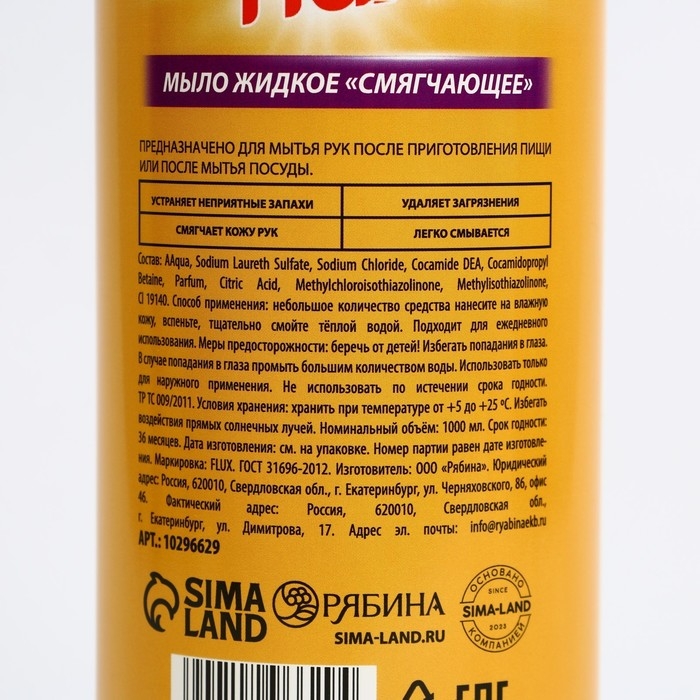 МЫЛО ЖИДКОЕ «СМЯГЧАЮЩЕЕ»
ПРЕДНАЗНАЧЕНО ДЛЯ МЫТЬЯ РУК ПОСЛЕ ПРИГОТОВЛЕНИЯ ПИЩИ
ИЛИ ПОСЛЕ МЫТЬЯ ПОСУДЫ.
УСТРАНЯЕТ НЕПРИЯТНЫЕ ЗАПАХИ УДАЛЯЕТ ЗАГРЯЗНЕНИЯ
СМЯГЧАЕТ КОЖУ РУК ЛЕГКО СМЫВАЕТСЯ
Состав: AAqua, Sodium Laureth Sulfate, Sodium Chloride, Cocamide DEA, Cocamidopropyl
Betaine, Parfum, Citric Acid, Methylchloroisothiazolinone, Methylisothiazolinone,
CI 19140. Способ применения: небольшое количество средства нанесите на влажную
кожу, вспеньте, тщательно смойте тёплой водой. Подходит для ежедневного
использования. Меры предосторожности: беречь от детей! Избегать попадания в глаза.
В случае попадания в глаза промыть большим количеством воды. Использовать только
для наружного применения. Не использовать по истечении срока годности.
ТР ТС 009/2011. Условия хранения: хранить при температуре от +5 до +25 °С. Избегать
воздействия прямых солнечных лучей. Номинальный объём: 1000 мл. Срок годности:
36 месяцев. Дата изготовления: см. на упаковке. Номер партии равен дате изготовле-
ния. Маркировка: FLUX. ГОСТ 31696-2012. Изготовитель: ООО «Рябина». Юридический
адрес: Россия, 620010, Свердловская обл., г. Екатеринбург, ул. Черняховского, 86, офис
46. Фактический адрес: Россия, 620010, Свердловская обл.,
г. Екатеринбург, ул. Димитрова, 17. Адрес эл. почты: info@ryabinaekb.ru
АРТ.: 10296629
SIMA LAND
РЯБИНА
SIMA-LAND.RU
ОСНОВАНО
SINCE
SIMA-LAND
2023
КОМПАНИЕЙ